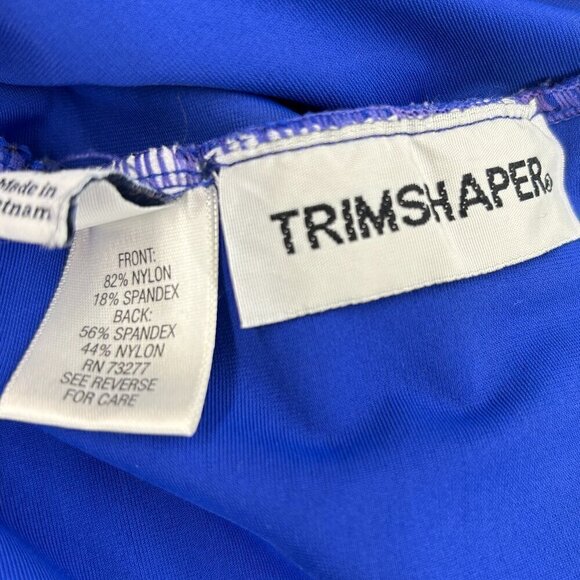 Made in
TRIMSHAPER®
FRONT:
82% NYLON
18% SPANDEX
BACK:
56% SPANDEX
44% NYLON
RN 73277
SEE REVERSE
FOR CARE